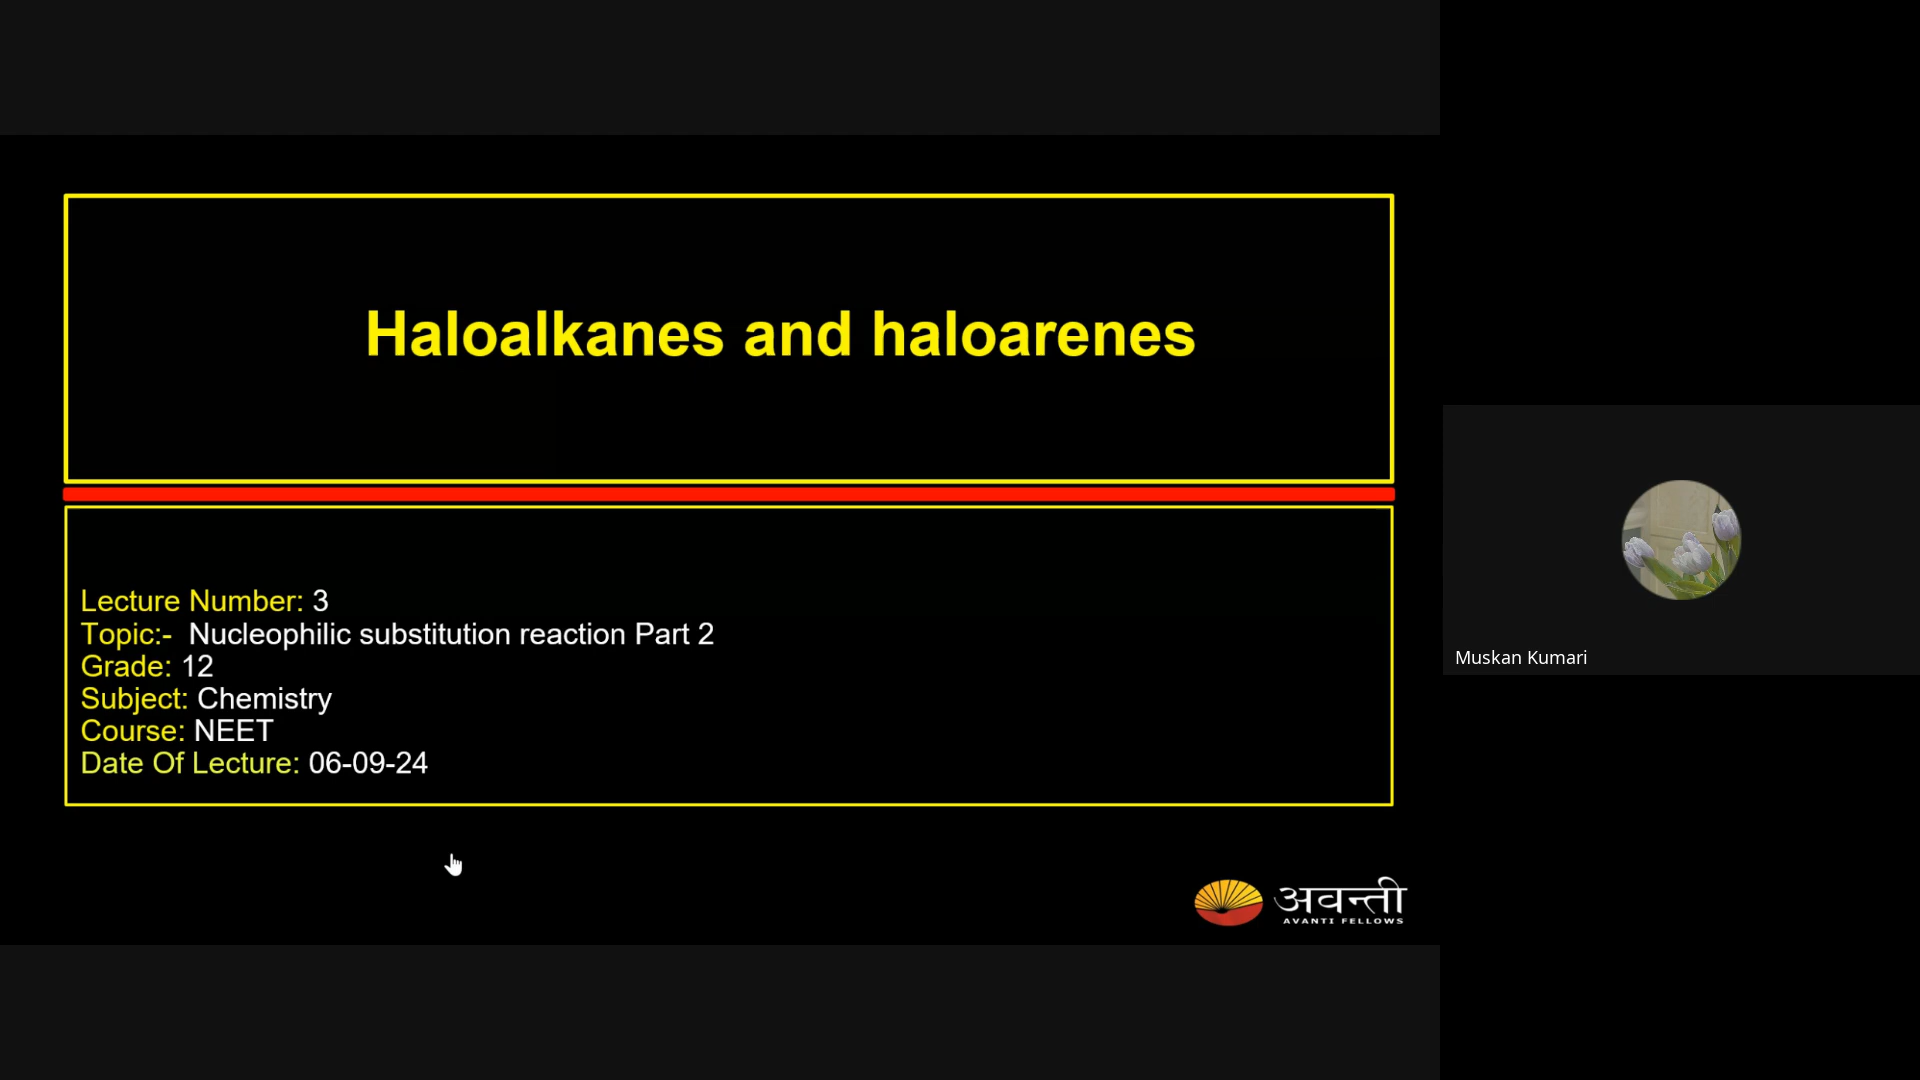 Haloalkanes and haloarenes
Lecture Number: 3
Topic:- Nucleophilic substitution reaction Part 2
Grade: 12
Subject: Chemistry
Course: NEET
Date Of Lecture: 06-09-24
अवन्ती
AVANTI FELLOWS
Muskan Kumari